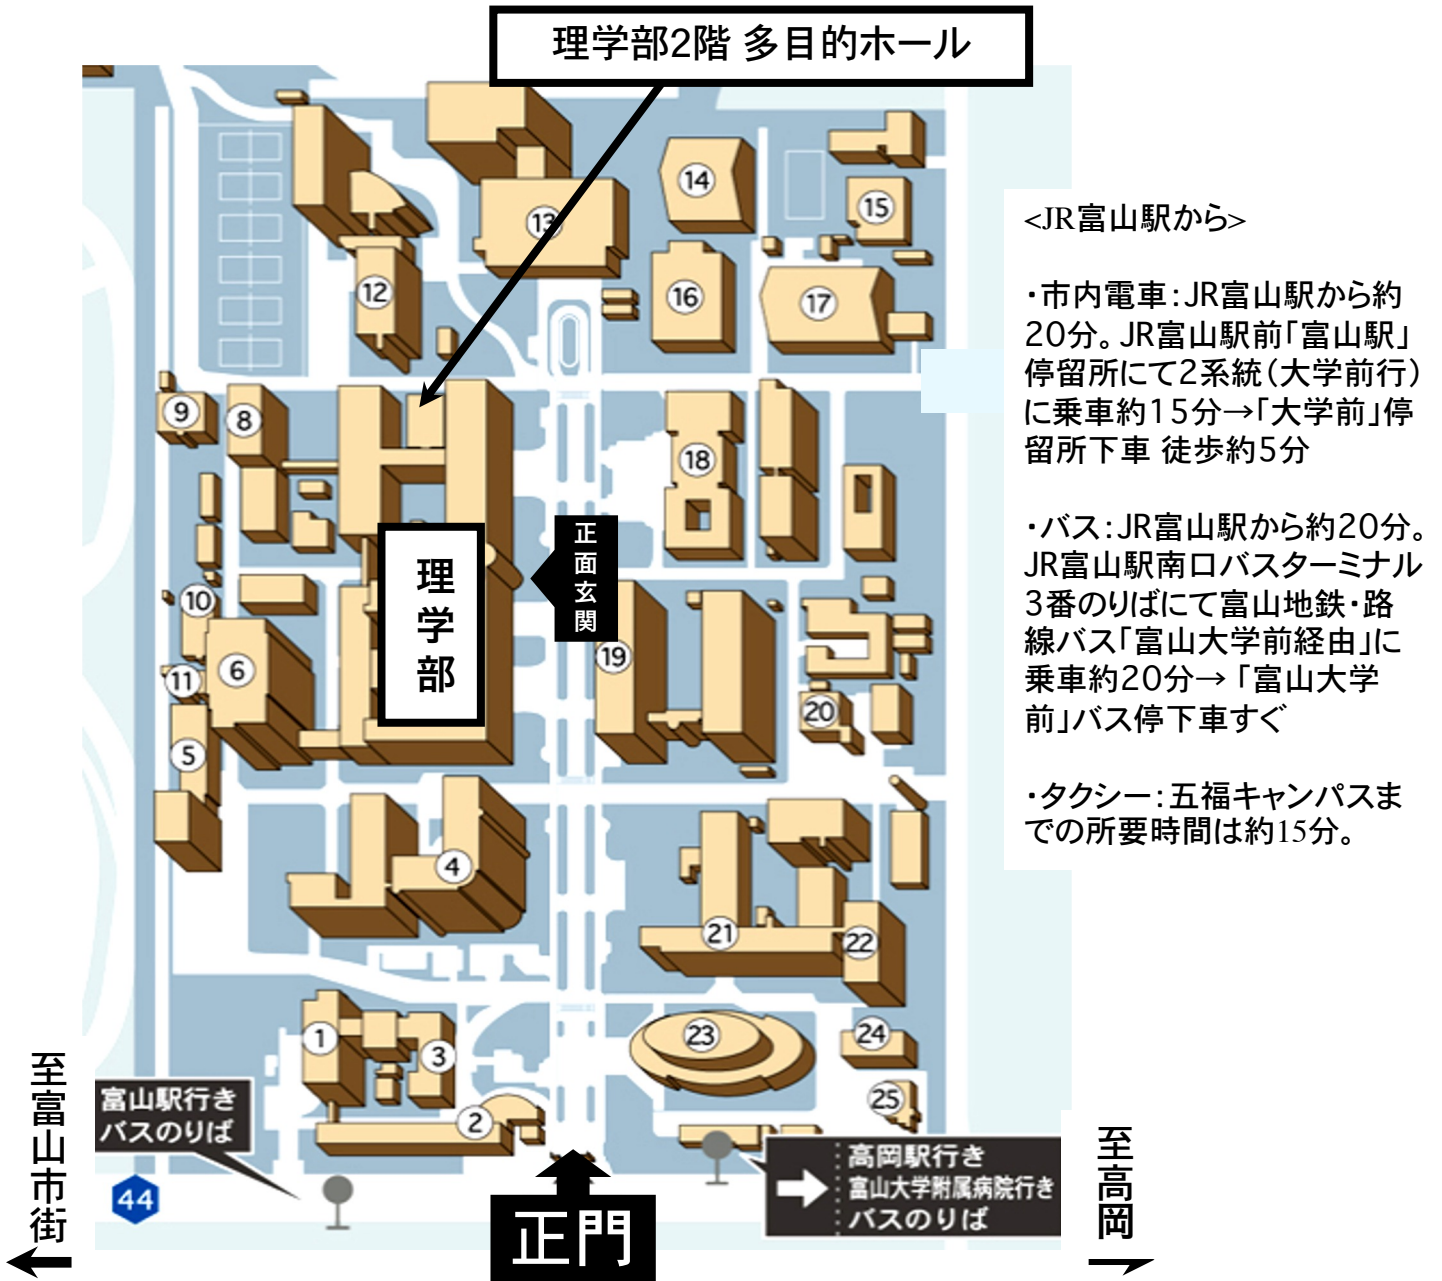 理学部2階 多目的ホール
14
13
15
12
16
17
9
8
18
10
6
11
5
19
20
理学部
正面玄関
4
21
22
1
3
23
24
2
25
<JR富山駅から>
・市内電車：JR富山駅から約
20分。JR富山駅前「富山駅」
停留所にて2系統（大学前行）
に乗車約15分→「大学前」停
留所下車 徒歩約5分
・バス：JR富山駅から約20分。
JR富山駅南口バスターミナル
3番のりばにて富山地鉄・路
線バス「富山大学前経由」に
乗車約20分→ 「富山大学
前」バス停下車すぐ
・タクシー：五福キャンパスま
での所要時間は約15分。
至富山市街
富山駅行き
バスのりば
44
正門
高岡駅行き
富山大学附属病院行き
バスのりば
至高岡